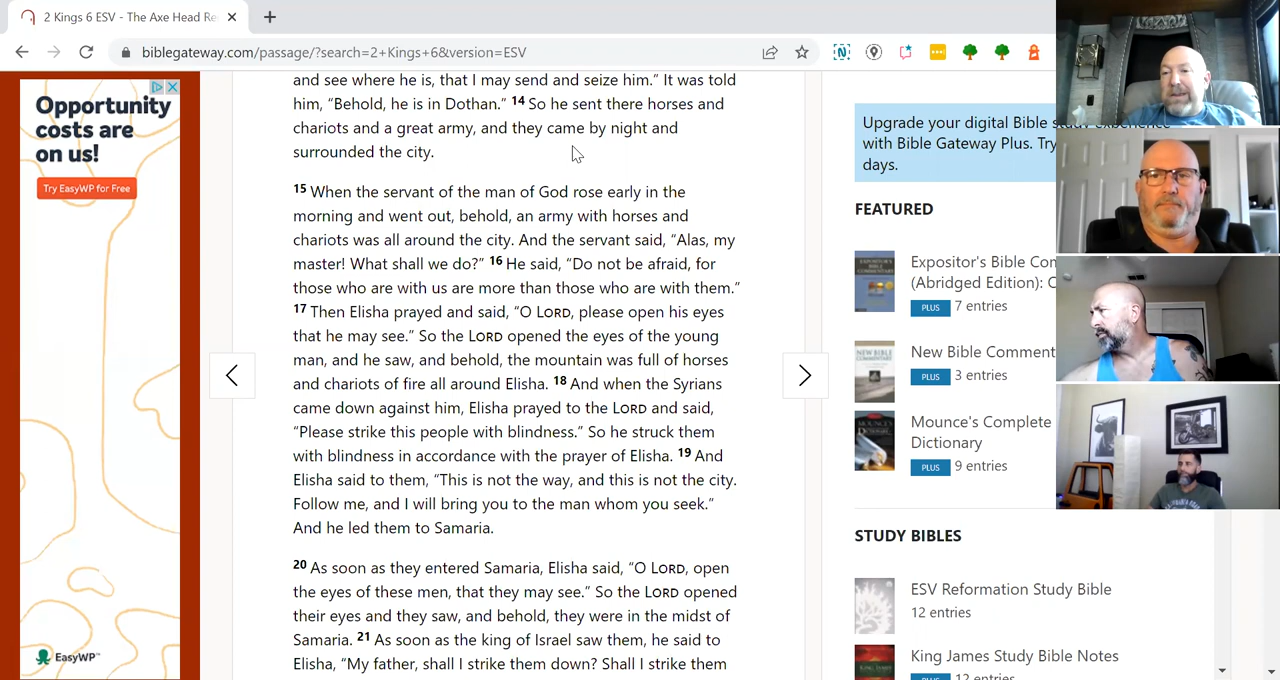 2 Kings 6 ESV - The Axe Head Re
biblegateway.com/passage/?search=2+Kings+6&version=ESV
Opportunity
costs are
on us!
Try EasyWP for Free
EasyWP™
and see where he is, that I may send and seize him.” It was told
him, “Behold, he is in Dothan.” 14 So he sent there horses and
chariots and a great army, and they came by night and
surrounded the city.
15 When the servant of the man of God rose early in the
morning and went out, behold, an army with horses and
chariots was all around the city. And the servant said, “Alas, my
master! What shall we do?” 16 He said, “Do not be afraid, for
those who are with us are more than those who are with them.”
17 Then Elisha prayed and said, “O LORD, please open his eyes
that he may see.” So the LORD opened the eyes of the young
man, and he saw, and behold, the mountain was full of horses
and chariots of fire all around Elisha. 18 And when the Syrians
came down against him, Elisha prayed to the LORD and said,
“Please strike this people with blindness.” So he struck them
with blindness in accordance with the prayer of Elisha. 19 And
Elisha said to them, “This is not the way, and this is not the city.
Follow me, and I will bring you to the man whom you seek.”
And he led them to Samaria.
20 As soon as they entered Samaria, Elisha said, “O LORD, open
the eyes of these men, that they may see.” So the LORD opened
their eyes and they saw, and behold, they were in the midst of
Samaria. 21 As soon as the king of Israel saw them, he said to
Elisha, “My father, shall I strike them down? Shall I strike them
Upgrade your digital Bible study experience
with Bible Gateway Plus. Try
days.
FEATURED
Expositor's Bible Com
(Abridged Edition): C
PLUS 7 entries
New Bible Comment
PLUS 3 entries
Mounce's Complete
Dictionary
PLUS 9 entries
STUDY BIBLES
ESV Reformation Study Bible
12 entries
King James Study Bible Notes
PLUS 12 entries